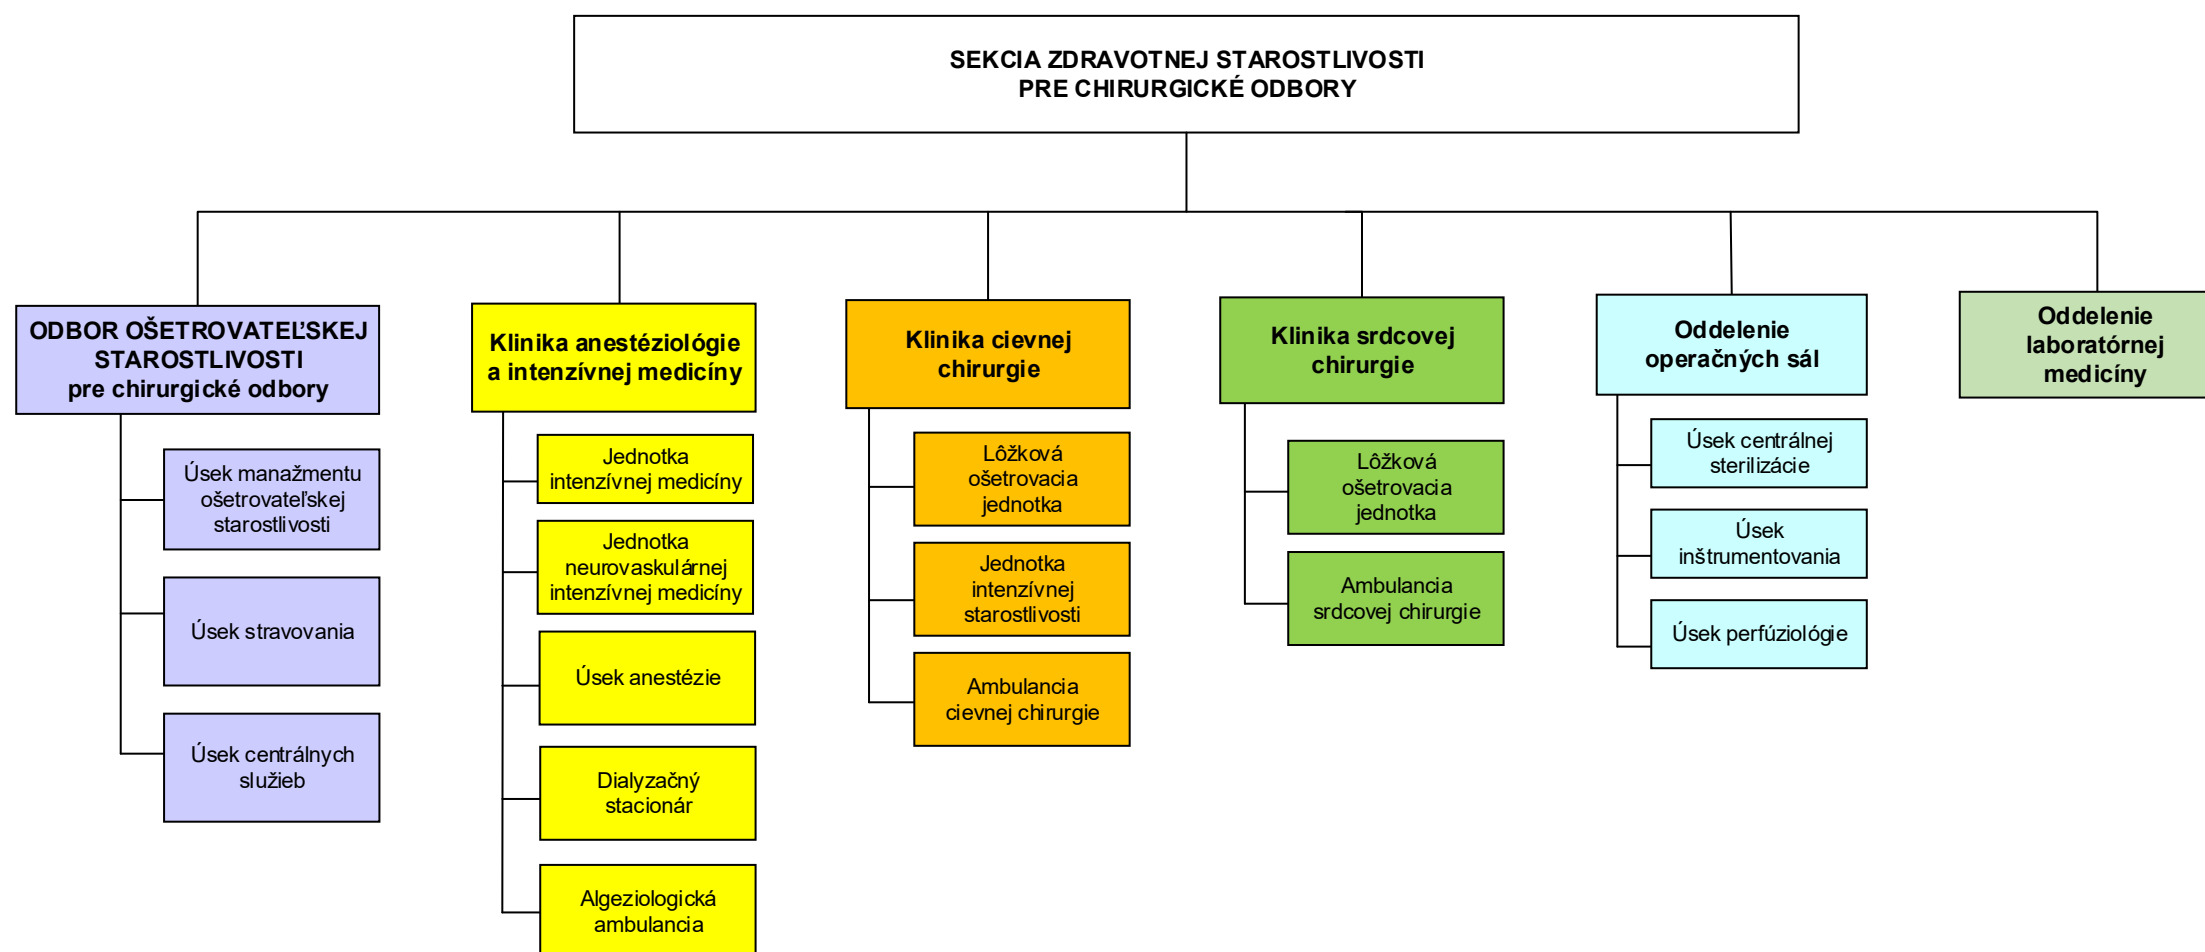 SEKCIA ZDRAVOTNEJ STAROSTLIVOSTI
PRE CHIRURGICKÉ ODBORY
ODBOR OŠETROVATEĽSKEJ
STAROSTLIVOSTI
pre chirurgické odbory
Úsek manažmentu
ošetrovateľskej
starostlivosti
Úsek stravovania
Úsek centrálnych
služieb
Klinika anestéziológie
a intenzívnej medicíny
Jednotka
intenzívnej medicíny
Jednotka
neurovaskulárnej
intenzívnej medicíny
Úsek anestézie
Dialyzačný
stacionár
Algeziologická
ambulancia
Klinika cievnej
chirurgie
Lôžková
ošetrovacia
jednotka
Jednotka
intenzívnej
starostlivosti
Ambulancia
cievnej chirurgie
Klinika srdcovej
chirurgie
Lôžková
ošetrovacia
jednotka
Ambulancia
srdcovej chirurgie
Oddelenie
operačných sál
Úsek centrálnej
sterilizácie
Úsek
inštrumentovania
Úsek perfúziológie
Oddelenie
laboratórnej
medicíny